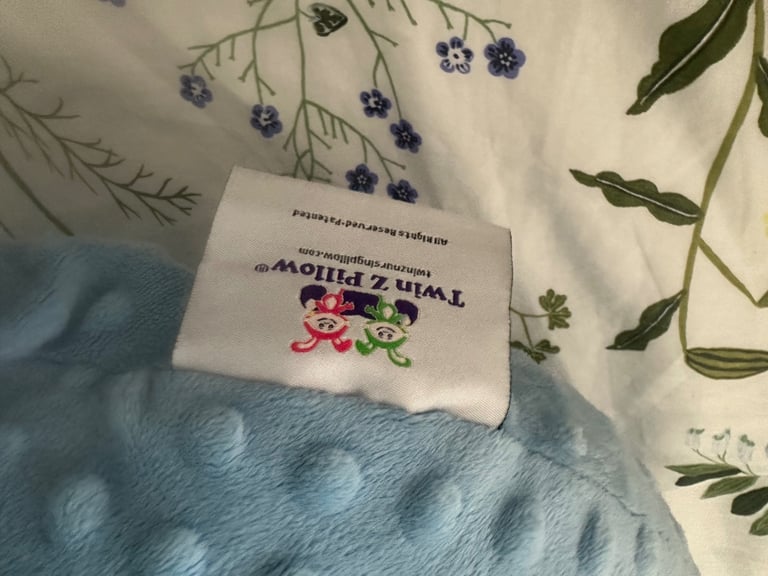 Twin Z Pillow®
twinznursingpillow.com
All Rights Reserved•Patented